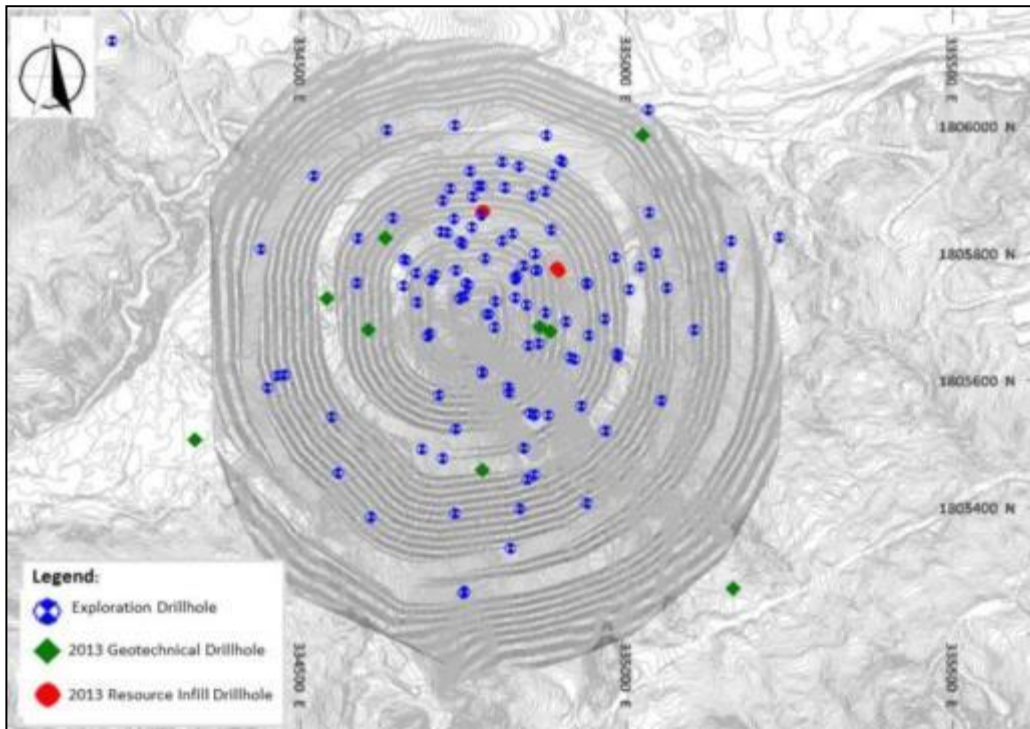 N
334500 E
335000 E
335500 E
1806000 N
1805800 N
1805600 N
1805400 N
Legend:
Exploration Drillhole
2013 Geotechnical Drillhole
2013 Resource Infill Drillhole
334500 E
335000 E
335500 E